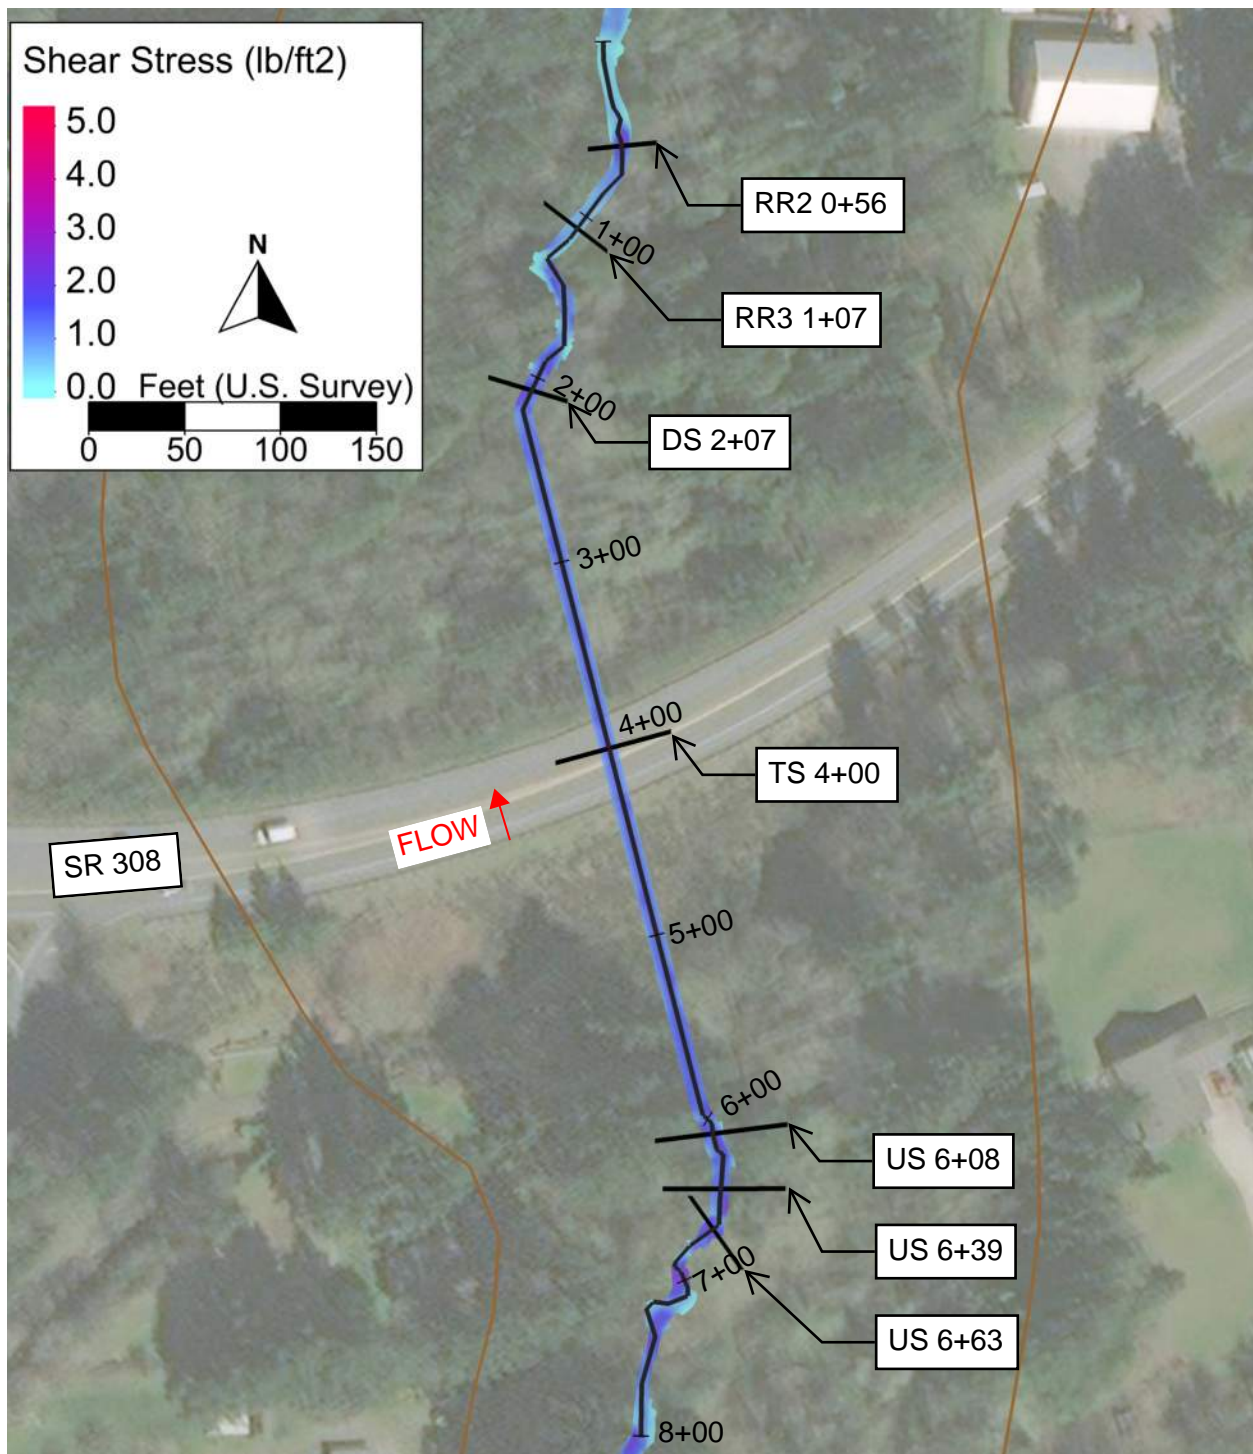 Shear Stress (lb/ft2)
5.0
4.0
3.0
2.0
1.0
0.0
N
Feet (U.S. Survey)
0 50 100 150
RR2 0+56
1+00
RR3 1+07
2+00
DS 2+07
3+00
4+00
TS 4+00
FLOW
SR 308
5+00
6+00
US 6+08
US 6+39
7+00
US 6+63
8+00